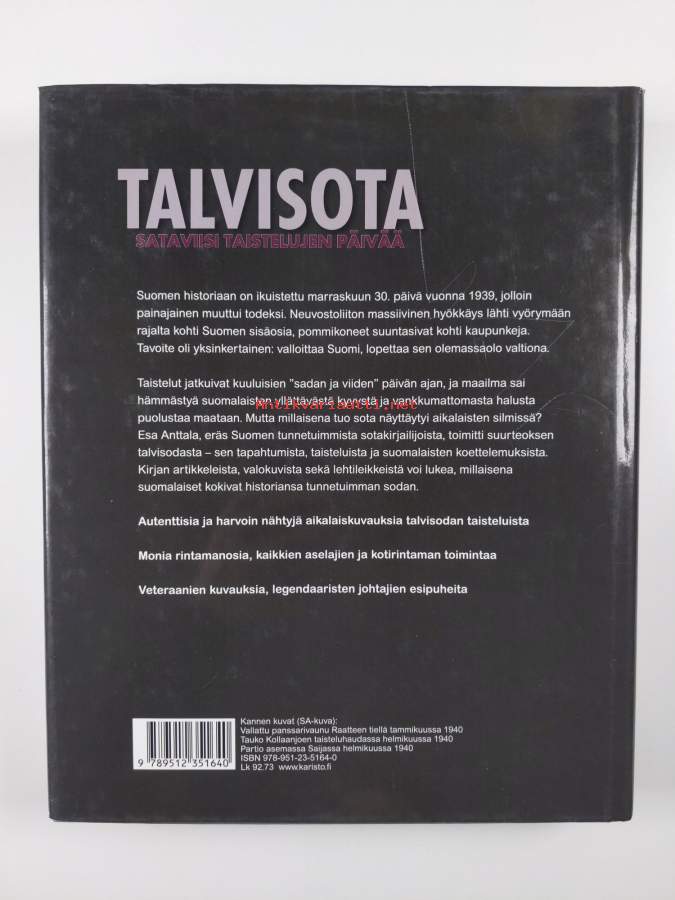 TALVISOTA
SATAVIISI TAISTELUJEN PÄIVÄÄ
Suomen historiaan on ikuistettu marraskuun 30. päivä vuonna 1939, jolloin
painajainen muuttui todeksi. Neuvostoliiton massiivinen hyökkäys lähti vyörymään
rajalta kohti Suomen sisäosia, pommikoneet suuntasivat kohti kaupunkeja.
Tavoite oli yksinkertainen: valloittaa Suomi, lopettaa sen olemassaolo valtiona.
Taistelut jatkuivat kuuluisien ”sadan ja viiden” päivän ajan, ja maailma sai
hämmästyä suomalaisten yllättävästä kyvystä ja vankkumattomasta halusta
Antikvariaatti.net
puolustaa maataan. Mutta millaisena tuo sota näyttäytyi aikalaisten silmissä?
Esa Anttala, eräs Suomen tunnetuimmista sotakirjailijoista, toimitti suurteoksen
talvisodasta – sen tapahtumista, taisteluista ja suomalaisten koettelemuksista.
Kirjan artikkeleista, valokuvista sekä lehtileikkeistä voi lukea, millaisena
suomalaiset kokivat historiansa tunnetuimman sodan.
Autenttisia ja harvoin nähtyjä aikalaiskuvauksia talvisodan taisteluista
Monia rintamanosia, kaikkien aselajien ja kotirintaman toimintaa
Veteraanien kuvauksia, legendaaristen johtajien esipuheita
Kannen kuvat (SA-kuva):
Vallattu panssarivaunu Raatteen tiellä tammikuussa 1940
Tauko Kollaanjoen taisteluhaudassa helmikuussa 1940
Partio asemassa Saijassa helmikuussa 1940
ISBN 978-951-23-5164-0
Lk 92.73 www.karisto.fi
9 789512 351640